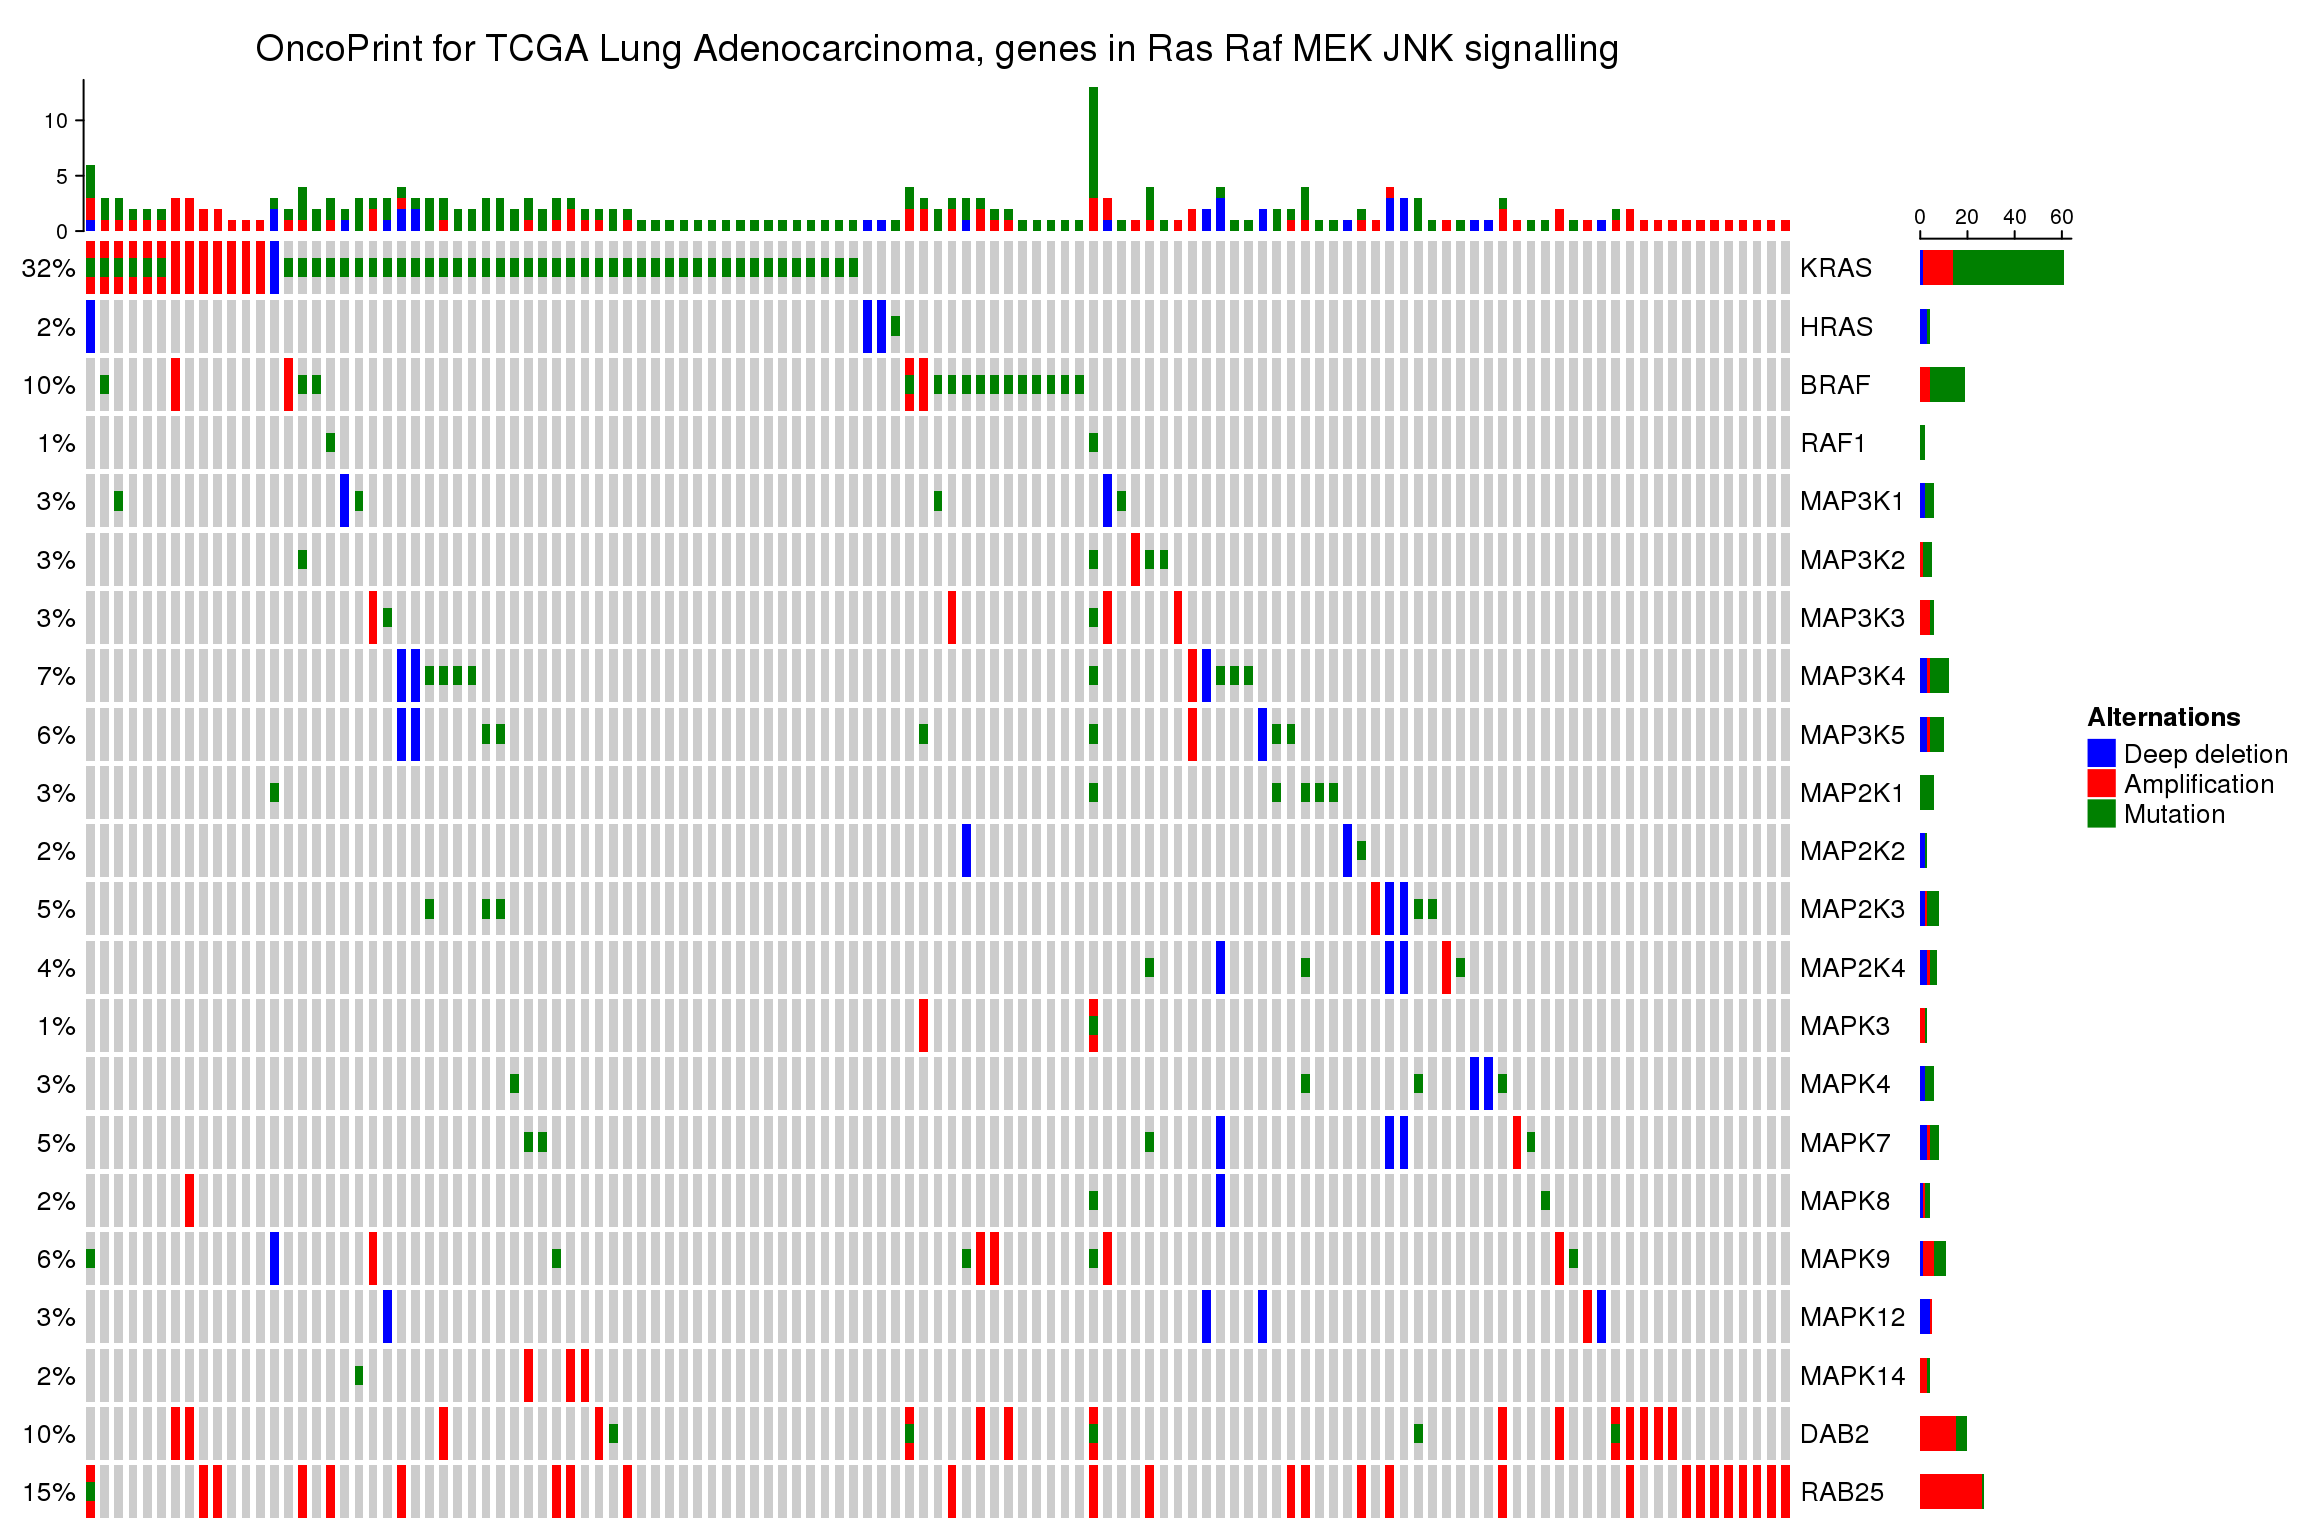 OncoPrint for TCGA Lung Adenocarcinoma, genes in Ras Raf MEK JNK signalling
10
5
0
0 20 40 60
32% KRAS
2% HRAS
10% BRAF
1% RAF1
3% MAP3K1
3% MAP3K2
3% MAP3K3
7% MAP3K4
6% MAP3K5
3% MAP2K1
2% MAP2K2
5% MAP2K3
4% MAP2K4
1% MAPK3
3% MAPK4
5% MAPK7
2% MAPK8
6% MAPK9
3% MAPK12
2% MAPK14
10% DAB2
15% RAB25
Alternations
Deep deletion
Amplification
Mutation